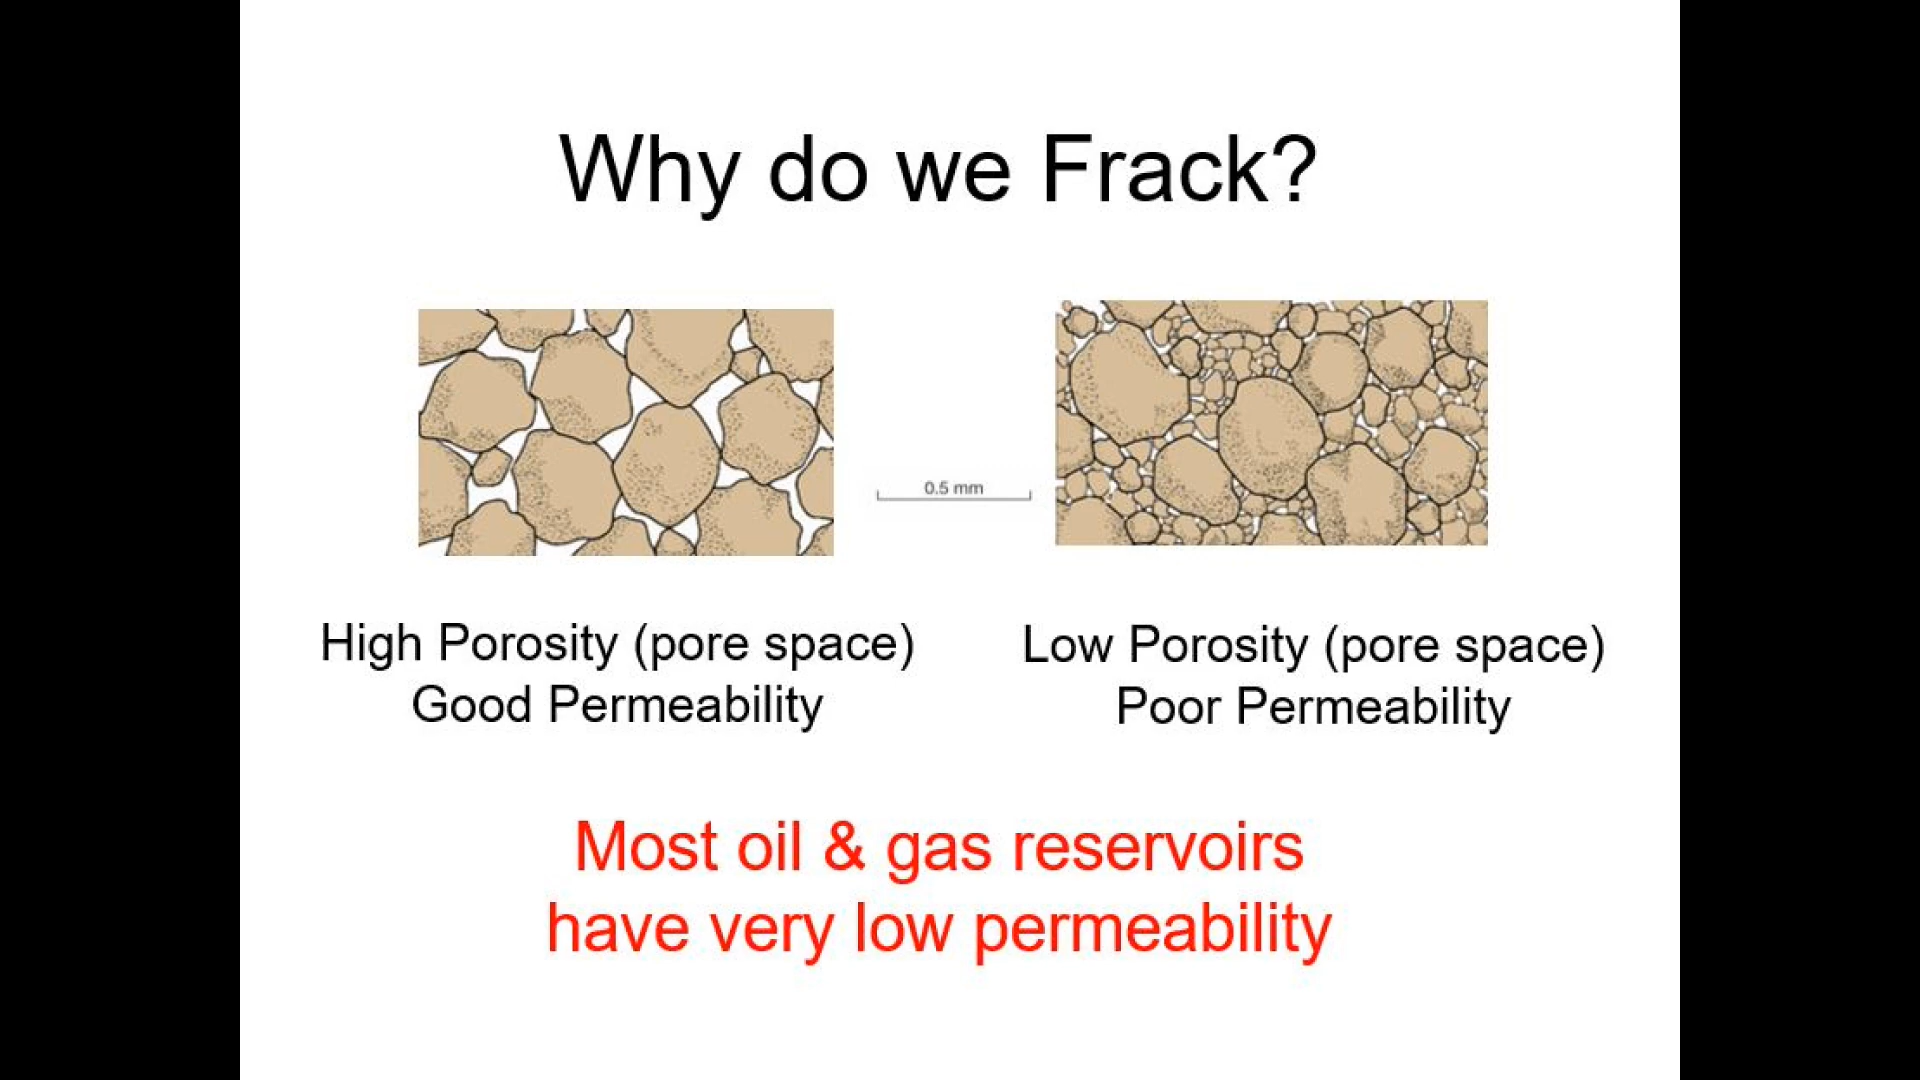 Why do we Frack?
0.5 mm
High Porosity (pore space)
Good Permeability
Low Porosity (pore space)
Poor Permeability
Most oil & gas reservoirs
have very low permeability